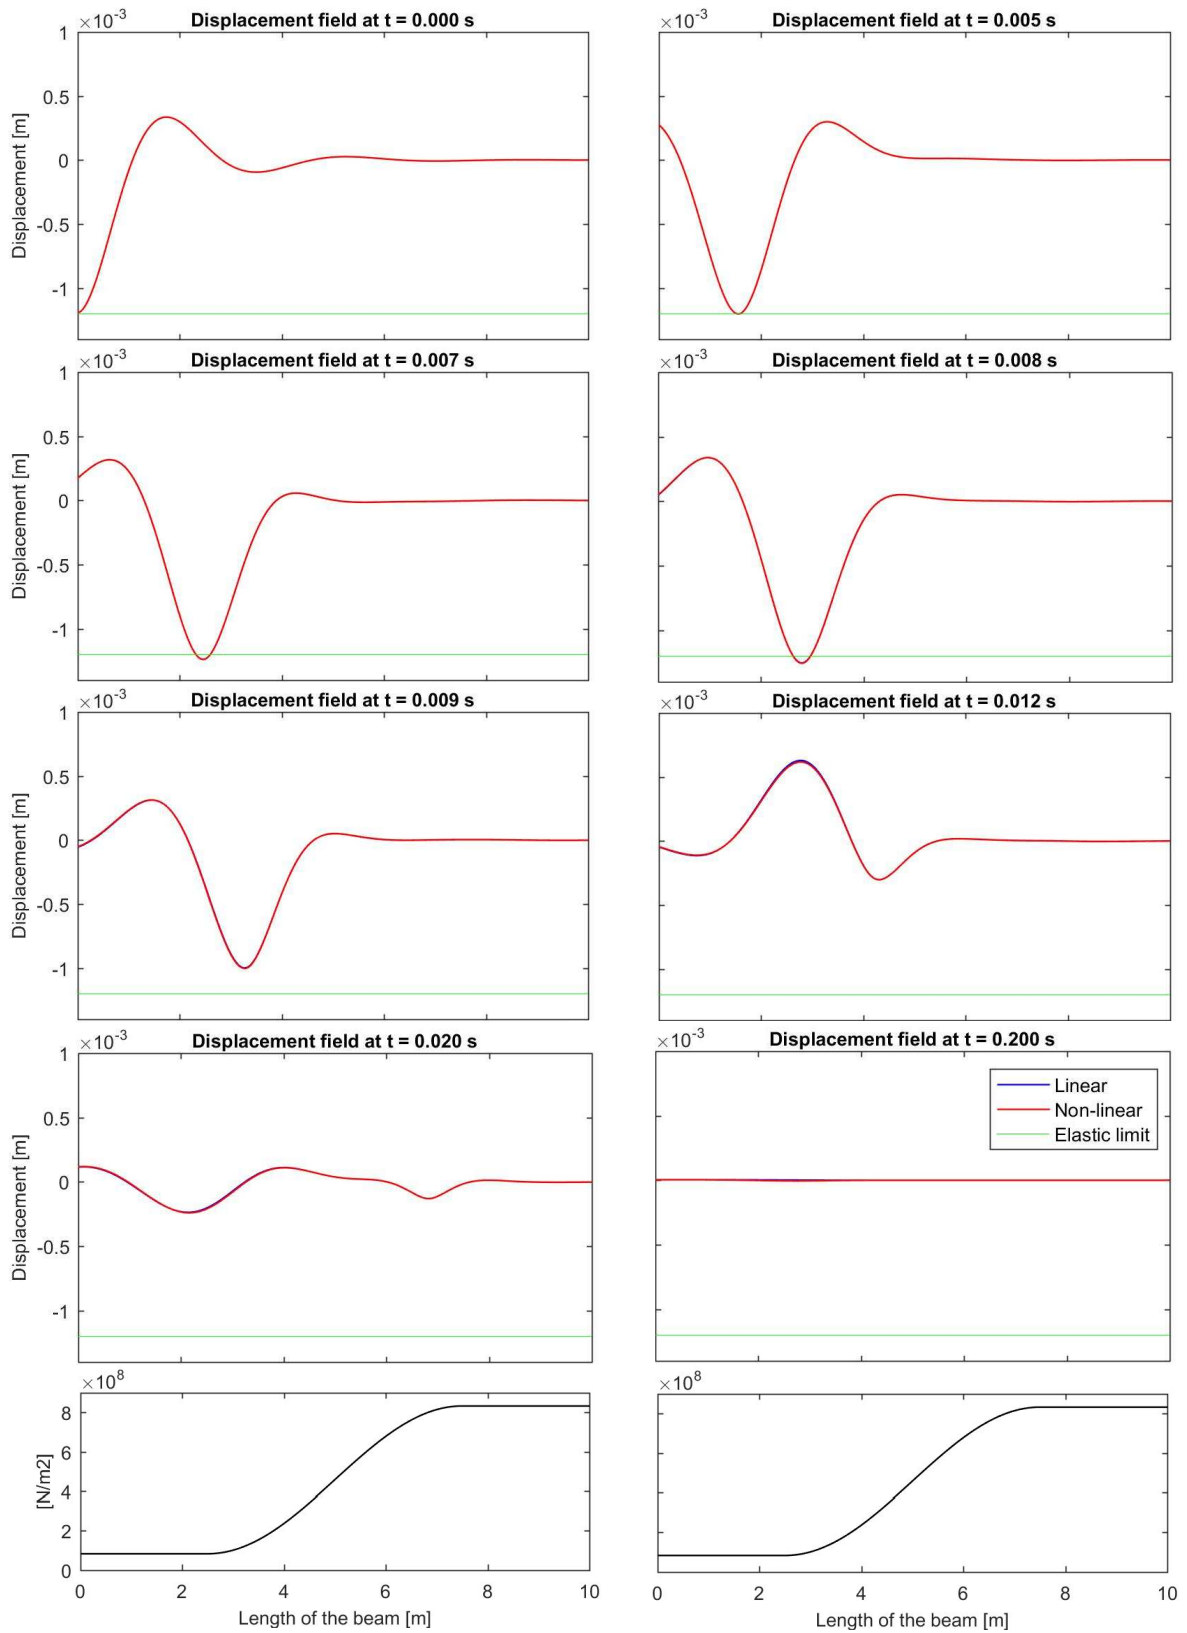 ×10-3
Displacement field at t = 0.000 s
1
0.5
0
-0.5
-1
Displacement [m]
×10-3
Displacement field at t = 0.005 s
×10-3
Displacement field at t = 0.007 s
1
0.5
0
-0.5
-1
Displacement [m]
×10-3
Displacement field at t = 0.008 s
×10-3
Displacement field at t = 0.009 s
1
0.5
0
-0.5
-1
Displacement [m]
×10-3
Displacement field at t = 0.012 s
×10-3
Displacement field at t = 0.020 s
1
0.5
0
-0.5
-1
Displacement [m]
×10-3
Displacement field at t = 0.200 s
Linear
Non-linear
Elastic limit
×108
8
6
4
2
0
[N/m2]
0 2 4 6 8 10
Length of the beam [m]
×108
0 2 4 6 8 10
Length of the beam [m]